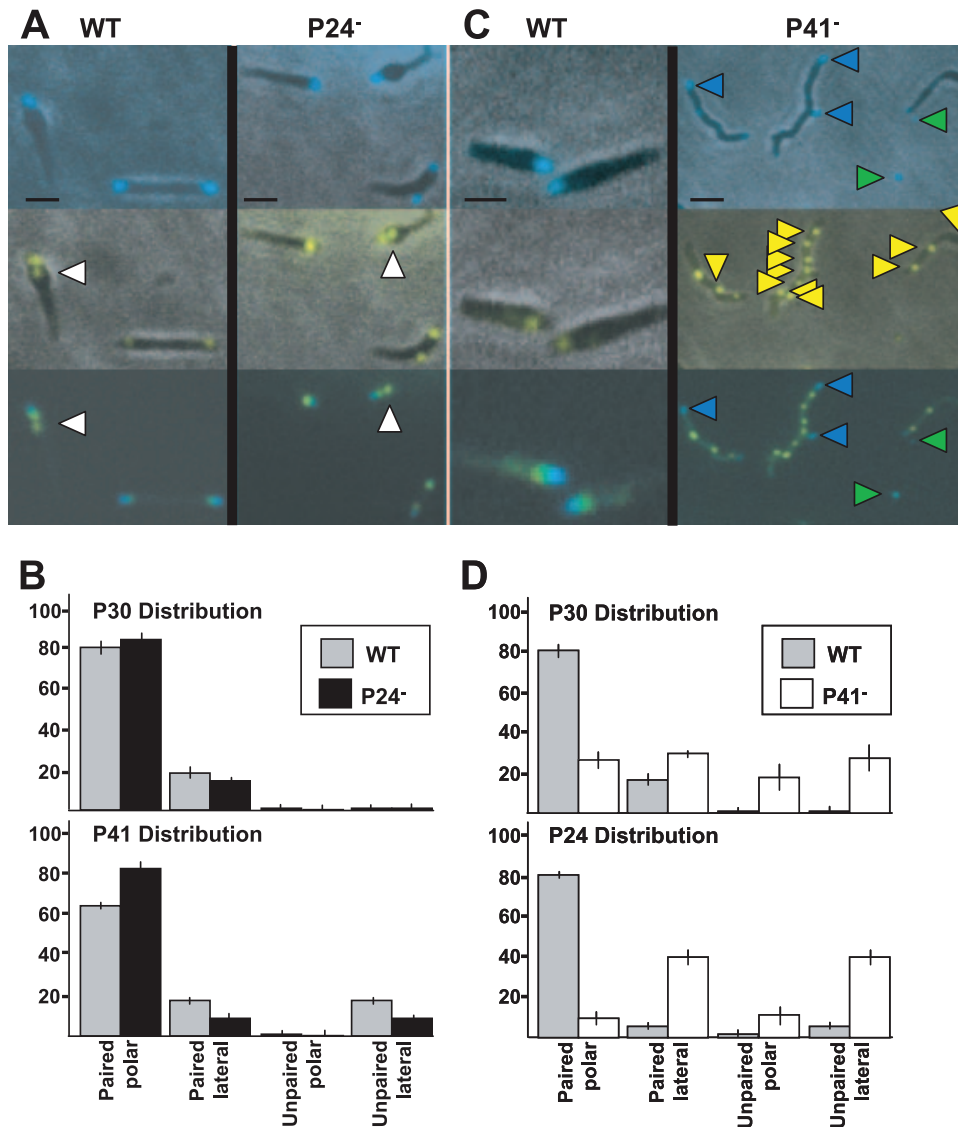 A WT P24-
C WT P41-
B
P30 Distribution
100
80
60
40
20
WT
P24-
P41 Distribution
100
80
60
40
20
Paired polar
Paired lateral
Unpaired polar
Unpaired lateral
D
P30 Distribution
100
80
60
40
20
WT
P41-
P24 Distribution
100
80
60
40
20
Paired polar
Paired lateral
Unpaired polar
Unpaired lateral